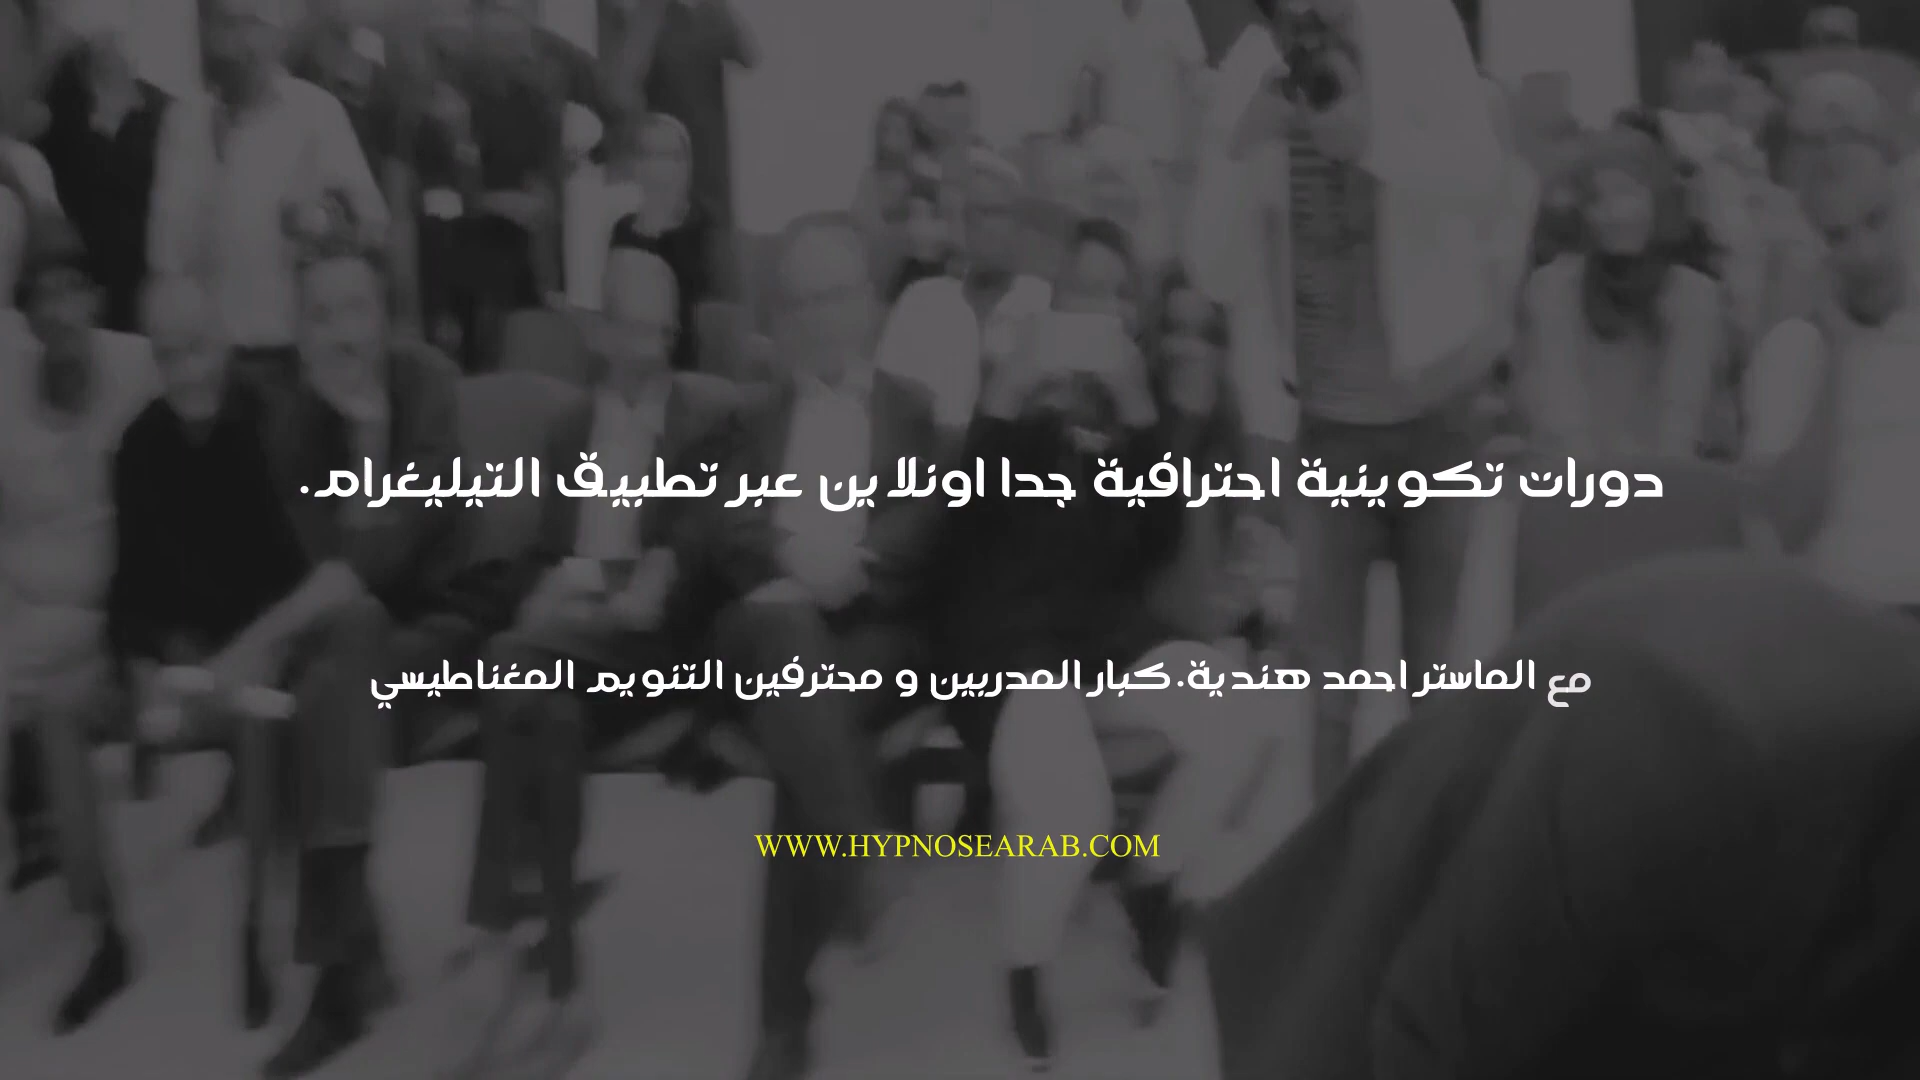 دورات تكوينية احترافية جدا اونلاين عبر تطبيق التيليغرام.
مع الماستر احمد هندية.كبار المدربين و محترفين التنويم المغناطيسي
WWW.HYPNOSEARAB.COM